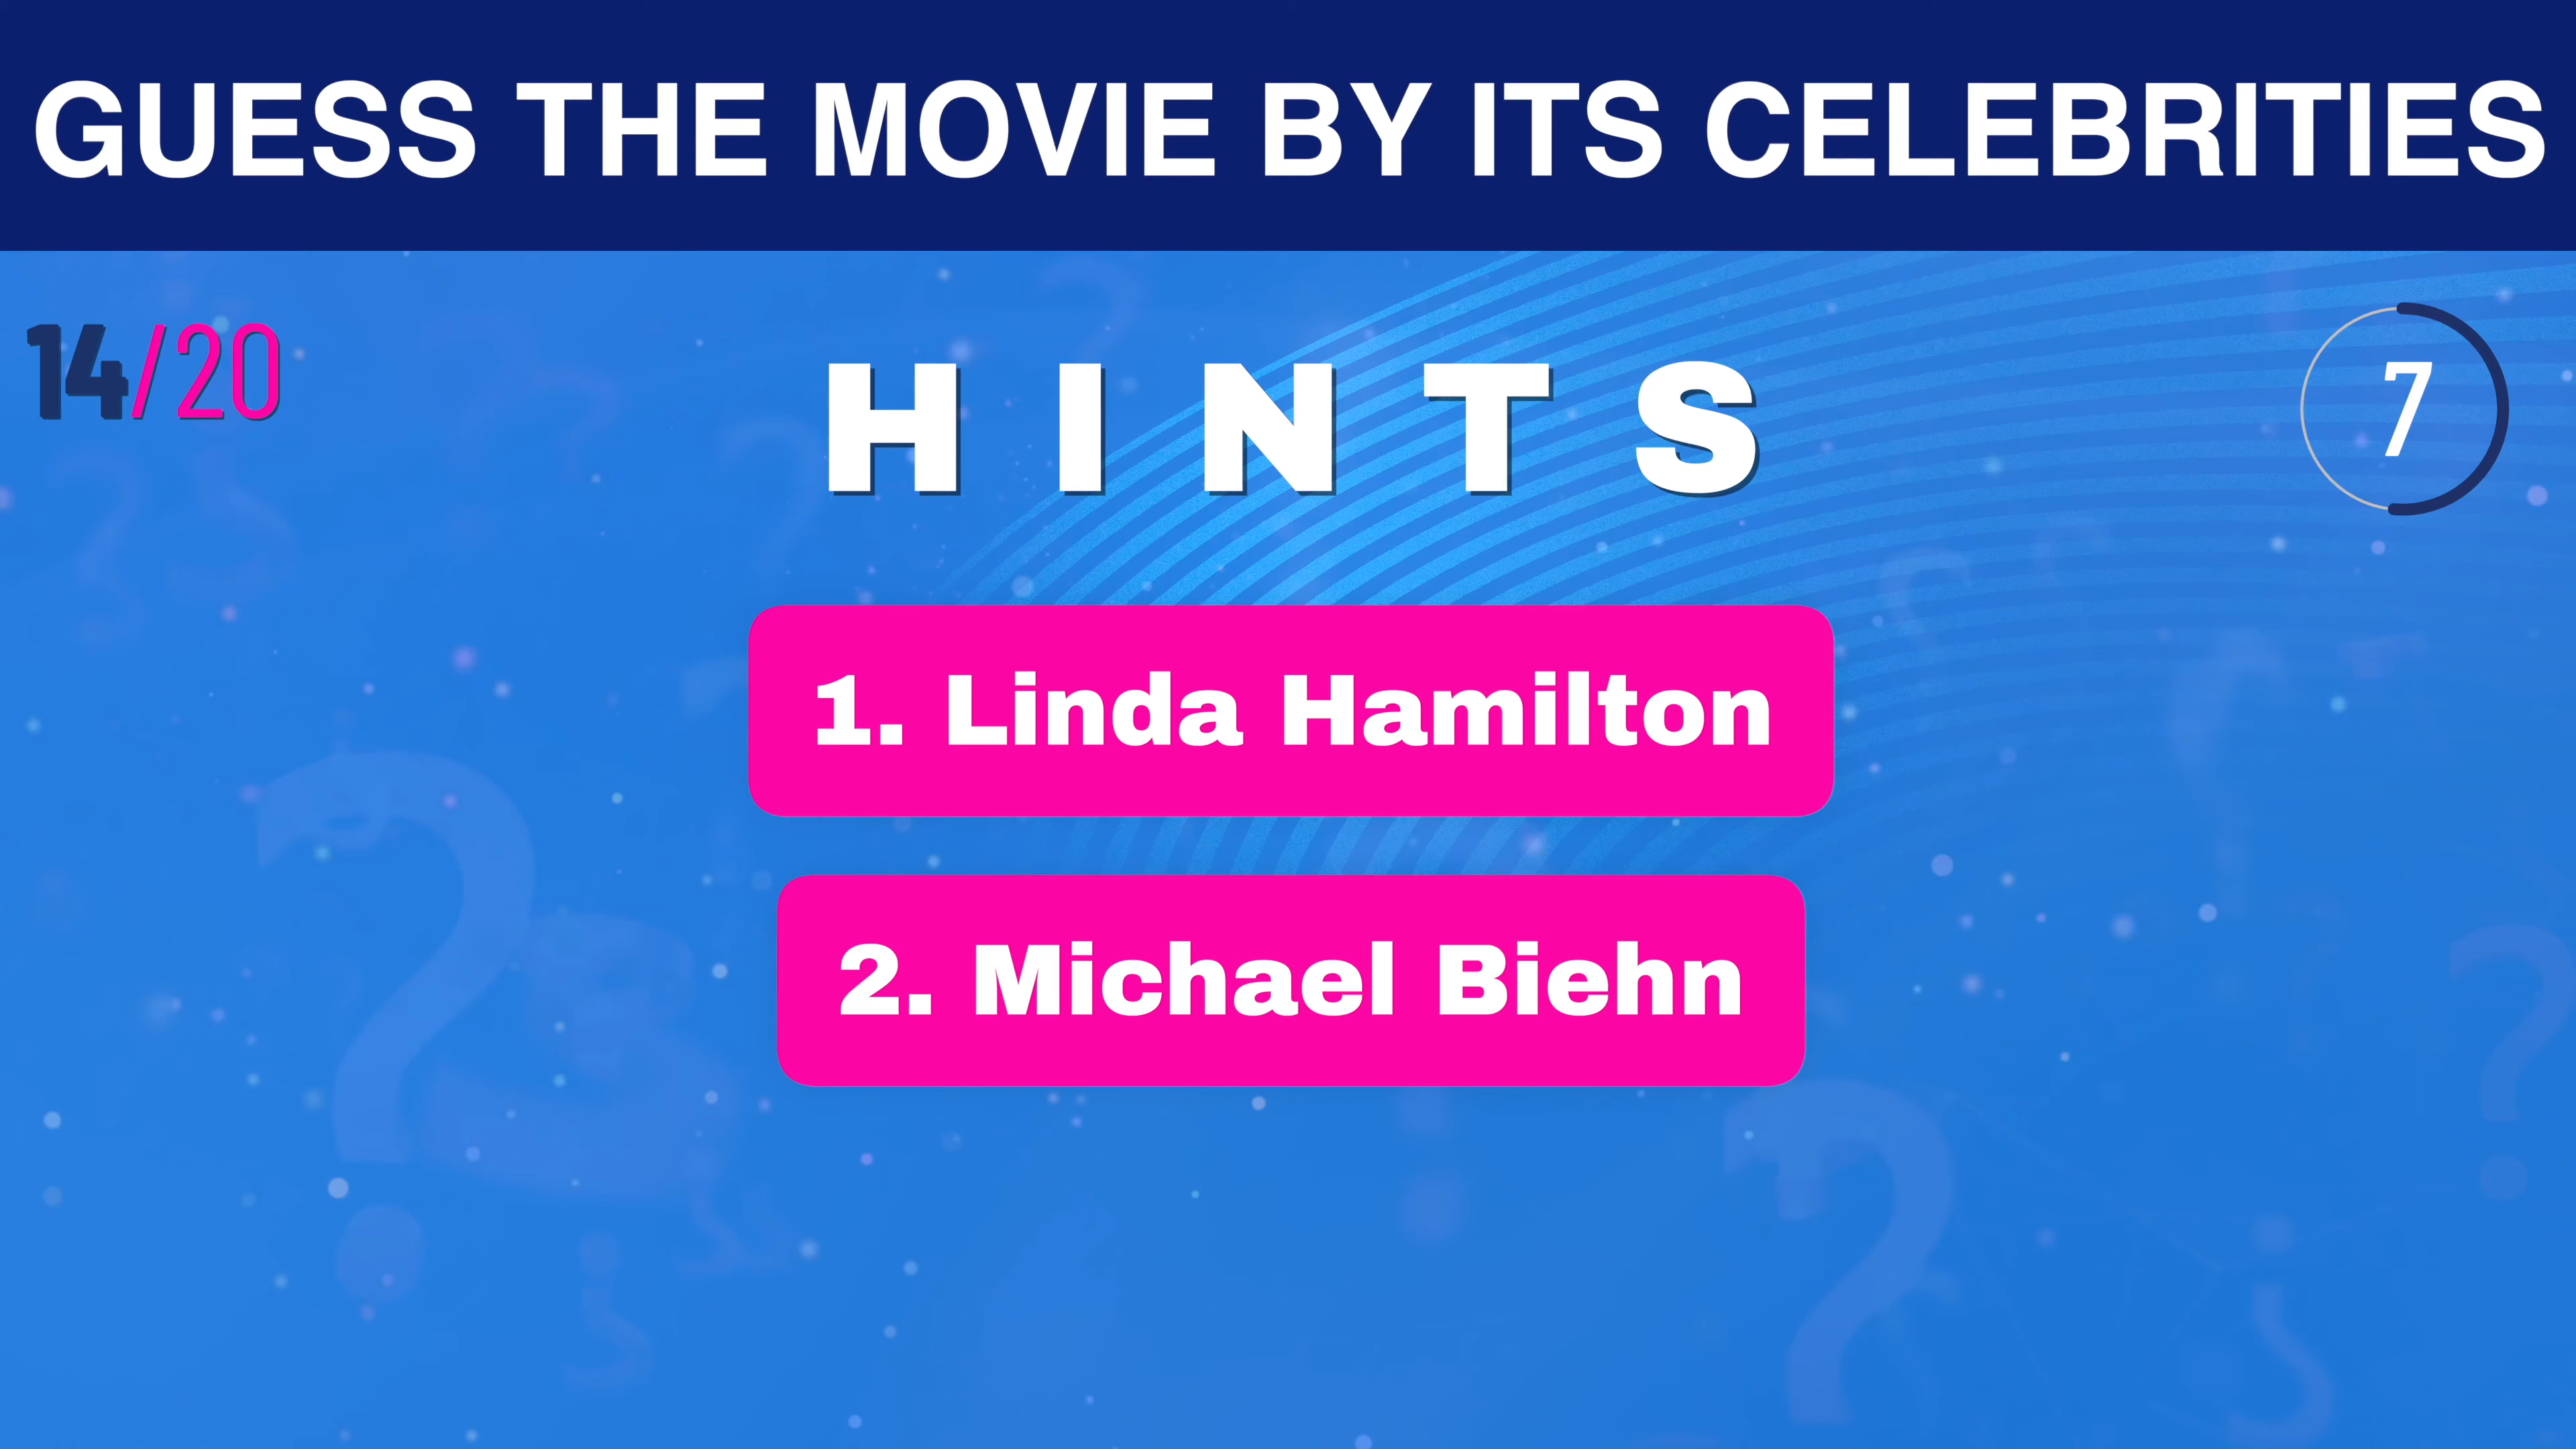 GUESS THE MOVIE BY ITS CELEBRITIES
14/20
HINTS
7
1. Linda Hamilton
2. Michael Biehn